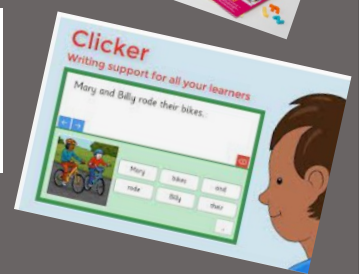 Clicker
Writing support for all your learners
Mary and Billy rode their bikes.
Mary bikes and
rode Billy their
.